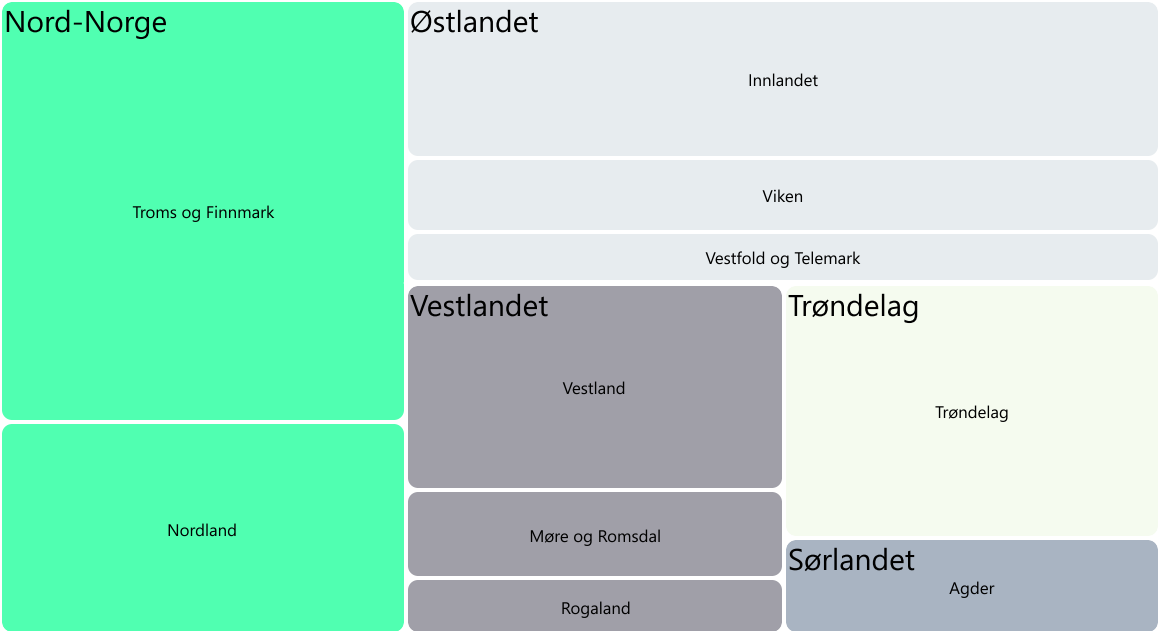 Nord-Norge
Troms og Finnmark
Nordland
Østlandet
Innlandet
Viken
Vestfold og Telemark
Vestlandet
Vestland
Møre og Romsdal
Rogaland
Trøndelag
Trøndelag
Sørlandet
Agder